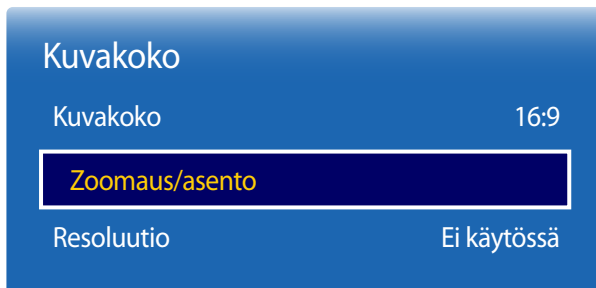 Kuvakoko
Kuvakoko 16:9
Zoomaus/asento
Resoluutio Ei käytössä